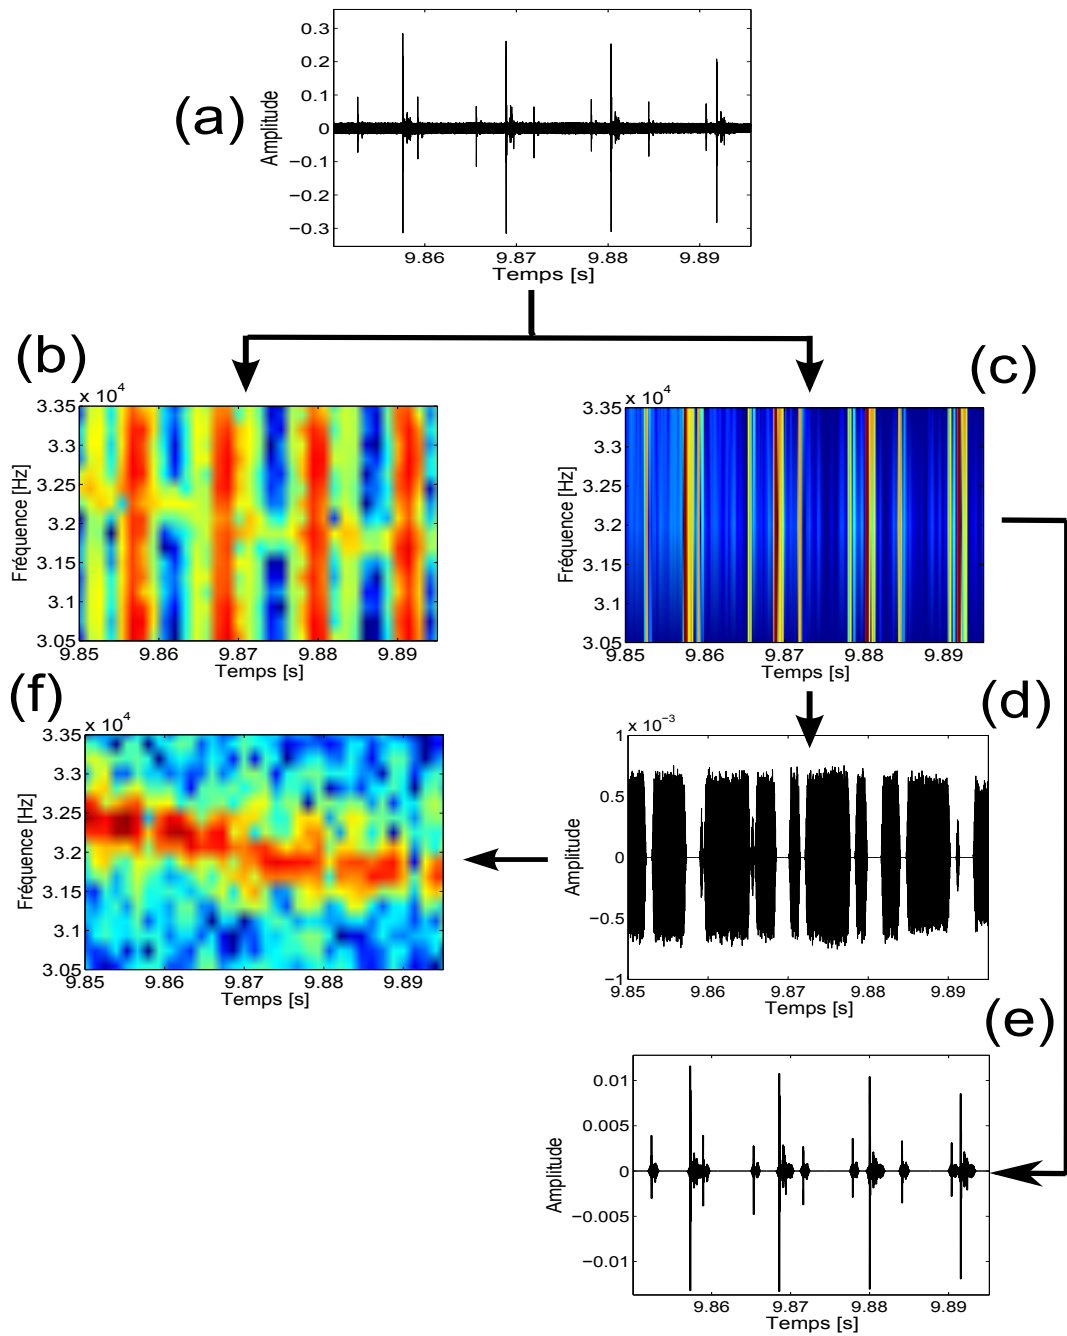 (a)
Amplitude
0.3
0.2
0.1
0
−0.1
−0.2
−0.3
9.86 9.87 9.88 9.89
Temps [s]
(b)
x 10⁴
Fréquence [Hz]
3.35
3.3
3.25
3.2
3.15
3.1
3.05
9.85 9.86 9.87 9.88 9.89
Temps [s]
(c)
x 10⁴
Fréquence [Hz]
3.35
3.3
3.25
3.2
3.15
3.1
3.05
9.85 9.86 9.87 9.88 9.89
Temps [s]
(f)
x 10⁴
Fréquence [Hz]
3.35
3.3
3.25
3.2
3.15
3.1
3.05
9.85 9.86 9.87 9.88 9.89
Temps [s]
(d)
x 10⁻³
Amplitude
1
0.5
0
−0.5
−1
9.85 9.86 9.87 9.88 9.89
Temps [s]
(e)
Amplitude
0.01
0.005
0
−0.005
−0.01
9.86 9.87 9.88 9.89
Temps [s]